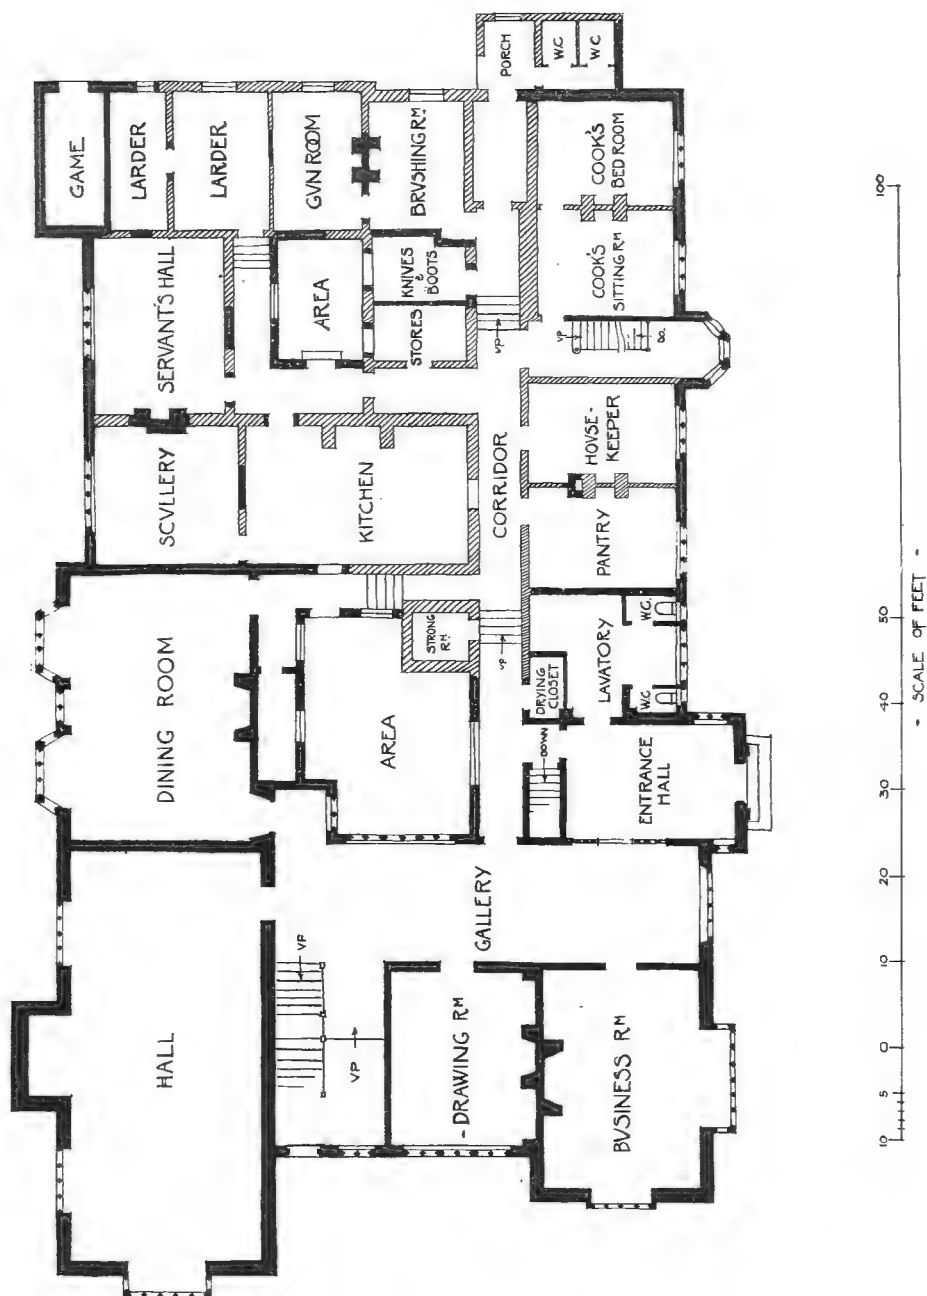 PORCH
W.C
W.C
GAME
LARDER
LARDER
GVN ROOM
BRVSHING RM
COOK'S
BED ROOM
SERVANT'S HALL
AREA
KNIVES
&
BOOTS
STORES
COOK'S
SITTING RM
VP
VP
DO.
SCVLLERY
KITCHEN
CORRIDOR
HOVSE-
KEEPER
PANTRY
DINING ROOM
AREA
STRONG
RM
VP
DRYING
CLOSET
LAVATORY
W.C.
W.C
DOWN
ENTRANCE
HALL
HALL
GALLERY
VP
VP
-DRAWING RM
BVSINESS RM
10 5 0 10 20 30 40 50 100
- SCALE OF FEET -